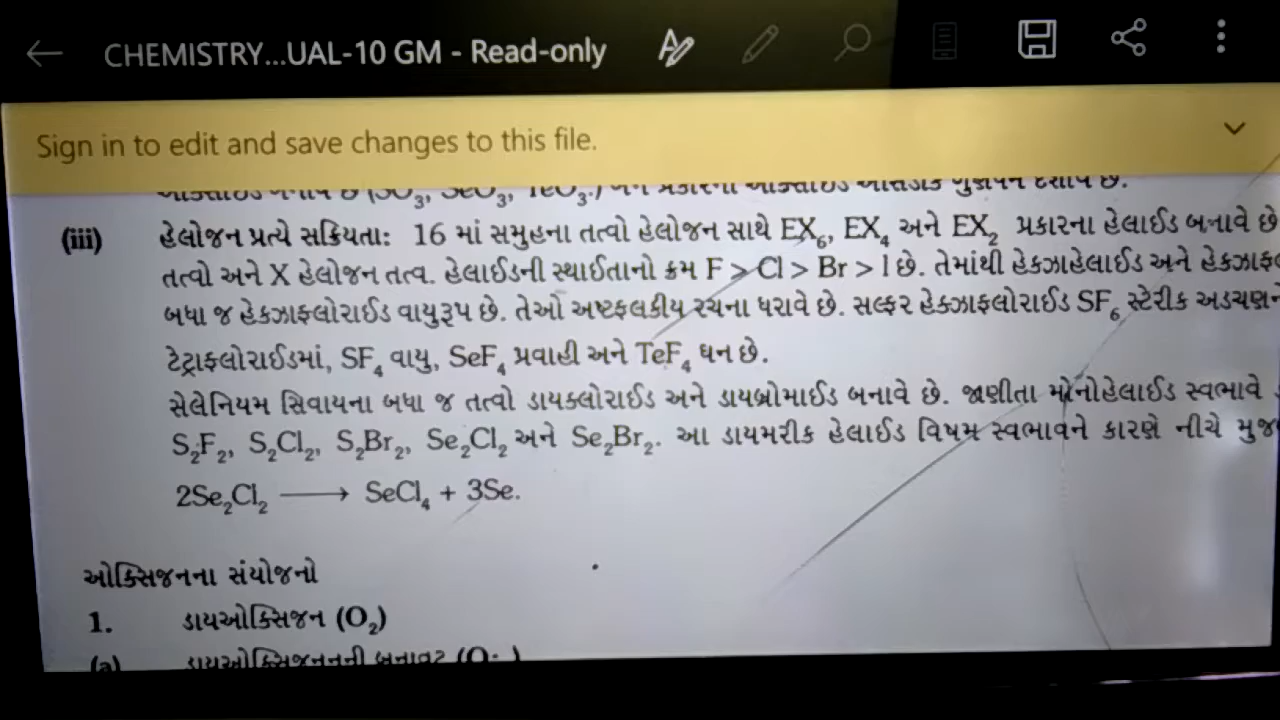 CHEMISTRY...UAL-10 GM - Read-only
Sign in to edit and save changes to this file.
(iii) હેલોજન પ્રત્યે સક્રિયતા: 16 માં સમુહના તત્વો હેલોજન સાથે EX₆, EX₄ અને EX₂ પ્રકારના હેલાઈડ બનાવે છે
તત્વો અને X હેલોજન તત્વ. હેલાઈડની સ્થાઈતાનો ક્રમ F > Cl > Br > I છે. તેમાંથી હેકઝાહેલાઈડ અને
બધા જ હેકઝાફ્લોરાઈડ વાયુરૂપ છે. તેઓ અષ્ટફલકીય રચના ધરાવે છે. સલ્ફર હેકઝાફ્લોરાઈડ SF₆ સ્ટેરીક
ટેટ્રાફ્લોરાઈડમાં, SF₄ વાયુ, SeF₄ પ્રવાહી અને TeF₄ ઘન છે.
સેલેનિયમ સિવાયના બધા જ તત્વો ડાયક્લોરાઈડ અને ડાયબ્રોમાઈડ બનાવે છે. જાણીતા મોનોહેલાઈડ સ્વભાવે
S₂F₂, S₂Cl₂, S₂Br₂, Se₂Cl₂ અને Se₂Br₂. આ ડાયમરીક હેલાઈડ વિષમ સ્વભાવને કારણે નીચે
2Se₂Cl₂ ⟶ SeCl₄ + 3Se.
ઓક્સિજનના સંયોજનો
1. ડાયઓક્સિજન (O₂)